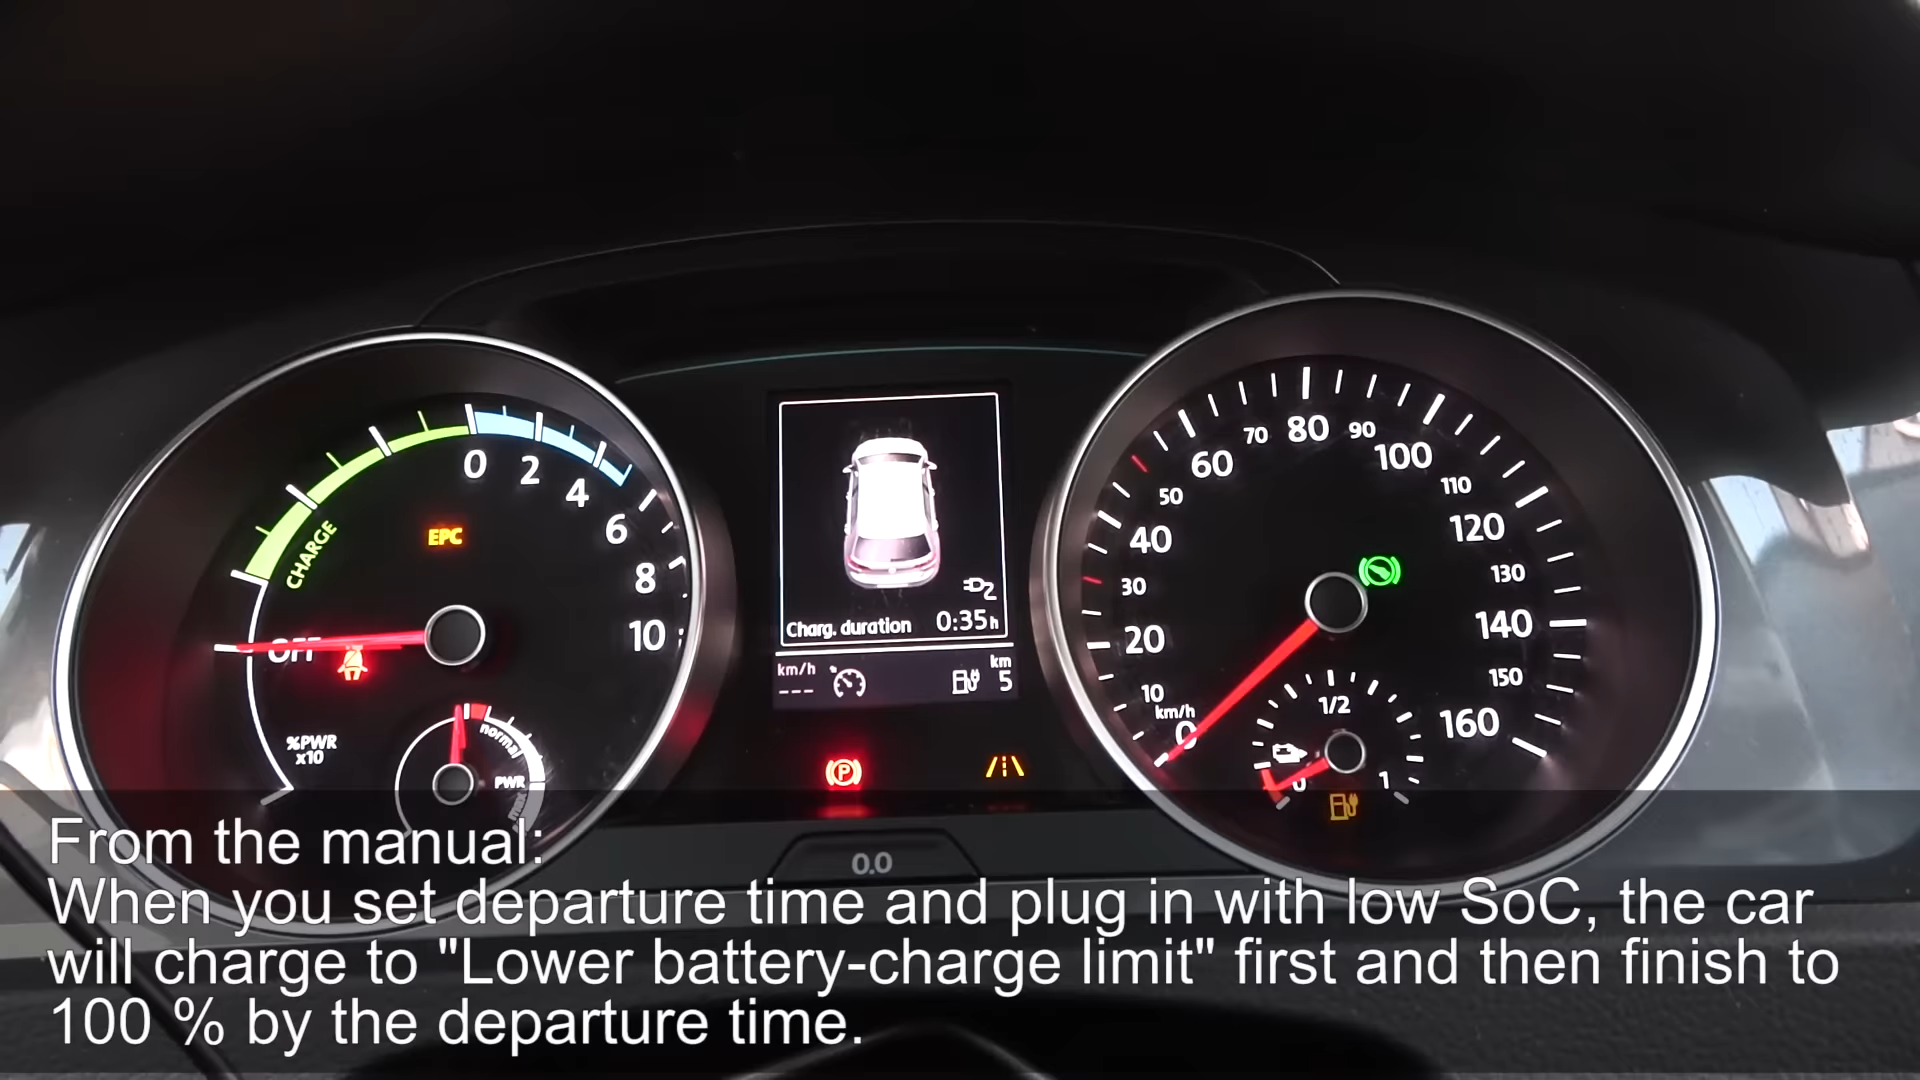 0
2
4
6
8
10
CHARGE
EPC
OFF
%PWR
x10
normal
PWR
max
Charg. duration 0:35h
km/h
---
km
5
P
0.0
0
10
20
30
40
50
60
70
80
90
100
110
120
130
140
150
160
km/h
0
1/2
1
From the manual:
When you set departure time and plug in with low SoC, the car
will charge to "Lower battery-charge limit" first and then finish to
100 % by the departure time.